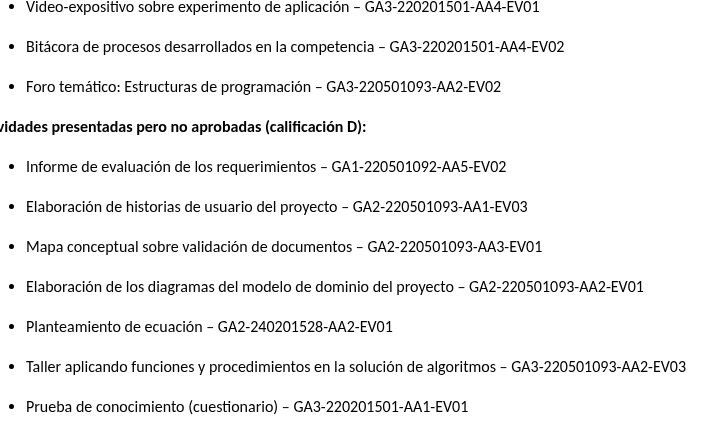 • Video-expositivo sobre experimento de aplicación – GA3-220201501-AA4-EV01
• Bitácora de procesos desarrollados en la competencia – GA3-220201501-AA4-EV02
• Foro temático: Estructuras de programación – GA3-220501093-AA2-EV02
vidades presentadas pero no aprobadas (calificación D):
• Informe de evaluación de los requerimientos – GA1-220501092-AA5-EV02
• Elaboración de historias de usuario del proyecto – GA2-220501093-AA1-EV03
• Mapa conceptual sobre validación de documentos – GA2-220501093-AA3-EV01
• Elaboración de los diagramas del modelo de dominio del proyecto – GA2-220501093-AA2-EV01
• Planteamiento de ecuación – GA2-240201528-AA2-EV01
• Taller aplicando funciones y procedimientos en la solución de algoritmos – GA3-220501093-AA2-EV03
• Prueba de conocimiento (cuestionario) – GA3-220201501-AA1-EV01